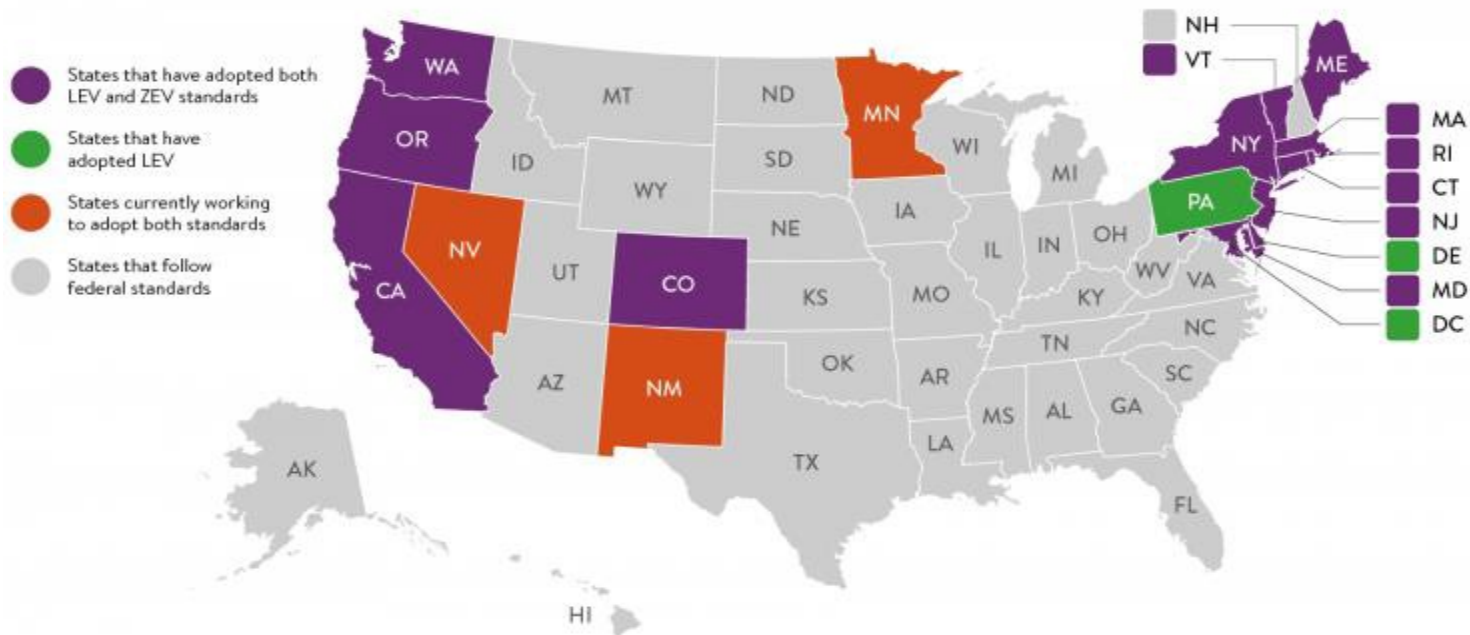 States that have adopted both
LEV and ZEV standards
States that have
adopted LEV
States currently working
to adopt both standards
States that follow
federal standards
WA
OR
CA
NV
ID
MT
WY
UT
CO
AZ
NM
ND
SD
NE
KS
OK
TX
MN
IA
MO
AR
LA
WI
IL
MI
IN
OH
KY
TN
MS
AL
GA
FL
SC
NC
VA
WV
PA
NY
ME
NH
VT
MA
RI
CT
NJ
DE
MD
DC
AK
HI